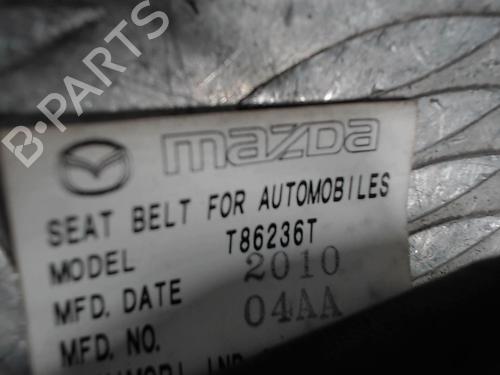 B-PARTS
mazda
SEAT BELT FOR AUTOMOBILES
MODEL T86236T
MFD. DATE 2010
MFD. NO. 04AA